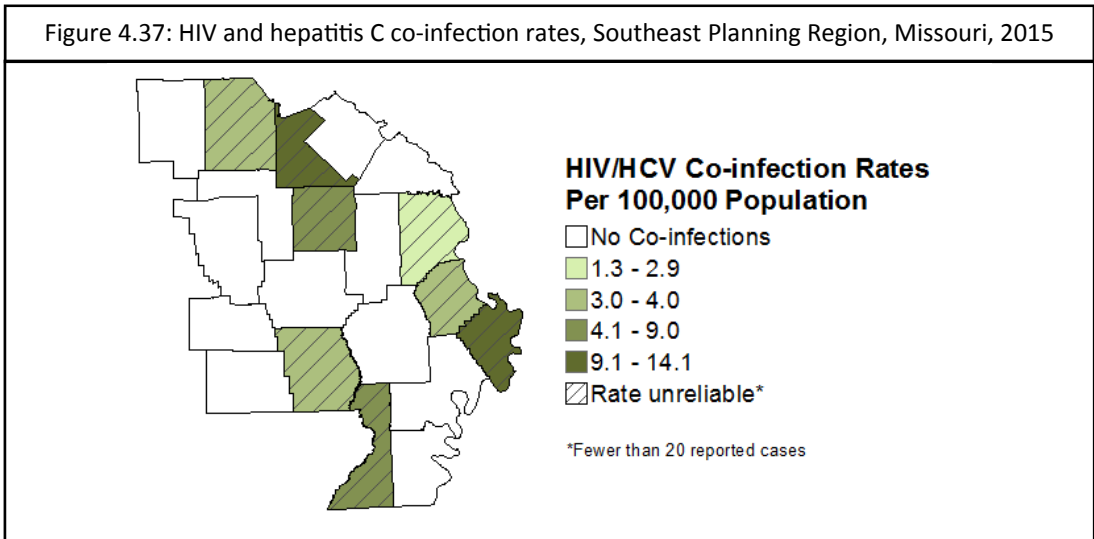 Figure 4.37: HIV and hepatitis C co-infection rates, Southeast Planning Region, Missouri, 2015
HIV/HCV Co-infection Rates
Per 100,000 Population
No Co-infections
1.3 - 2.9
3.0 - 4.0
4.1 - 9.0
9.1 - 14.1
Rate unreliable*
*Fewer than 20 reported cases